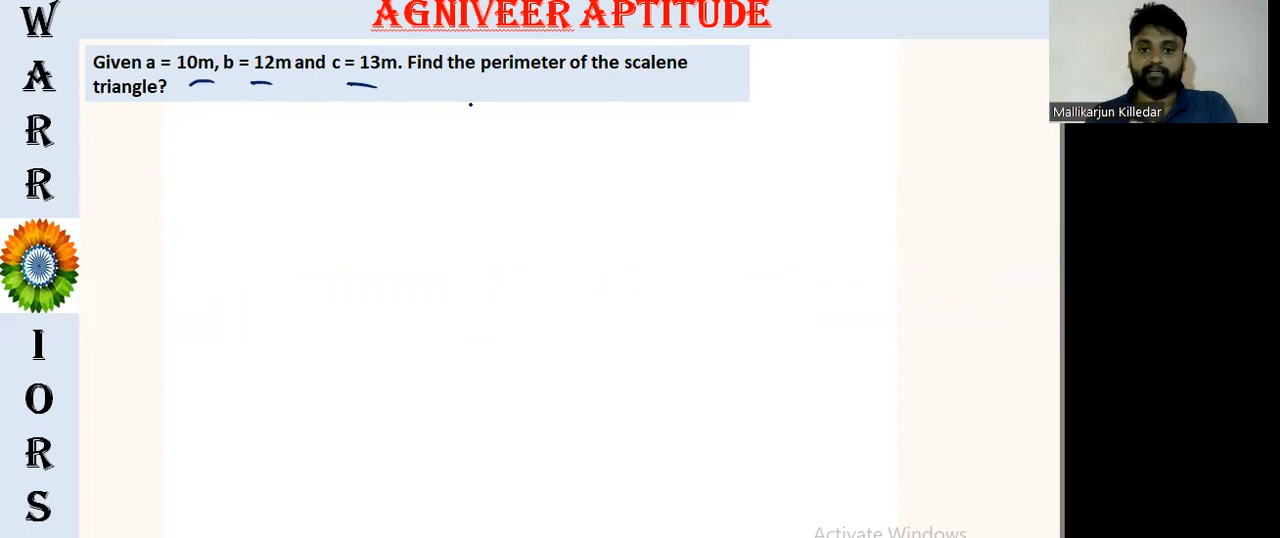 AGNIVEER APTITUDE
W
A
R
R
I
O
R
S
Given a = 10m, b = 12m and c = 13m. Find the perimeter of the scalene
triangle?
Mallikarjun Killedar
Activate Windows